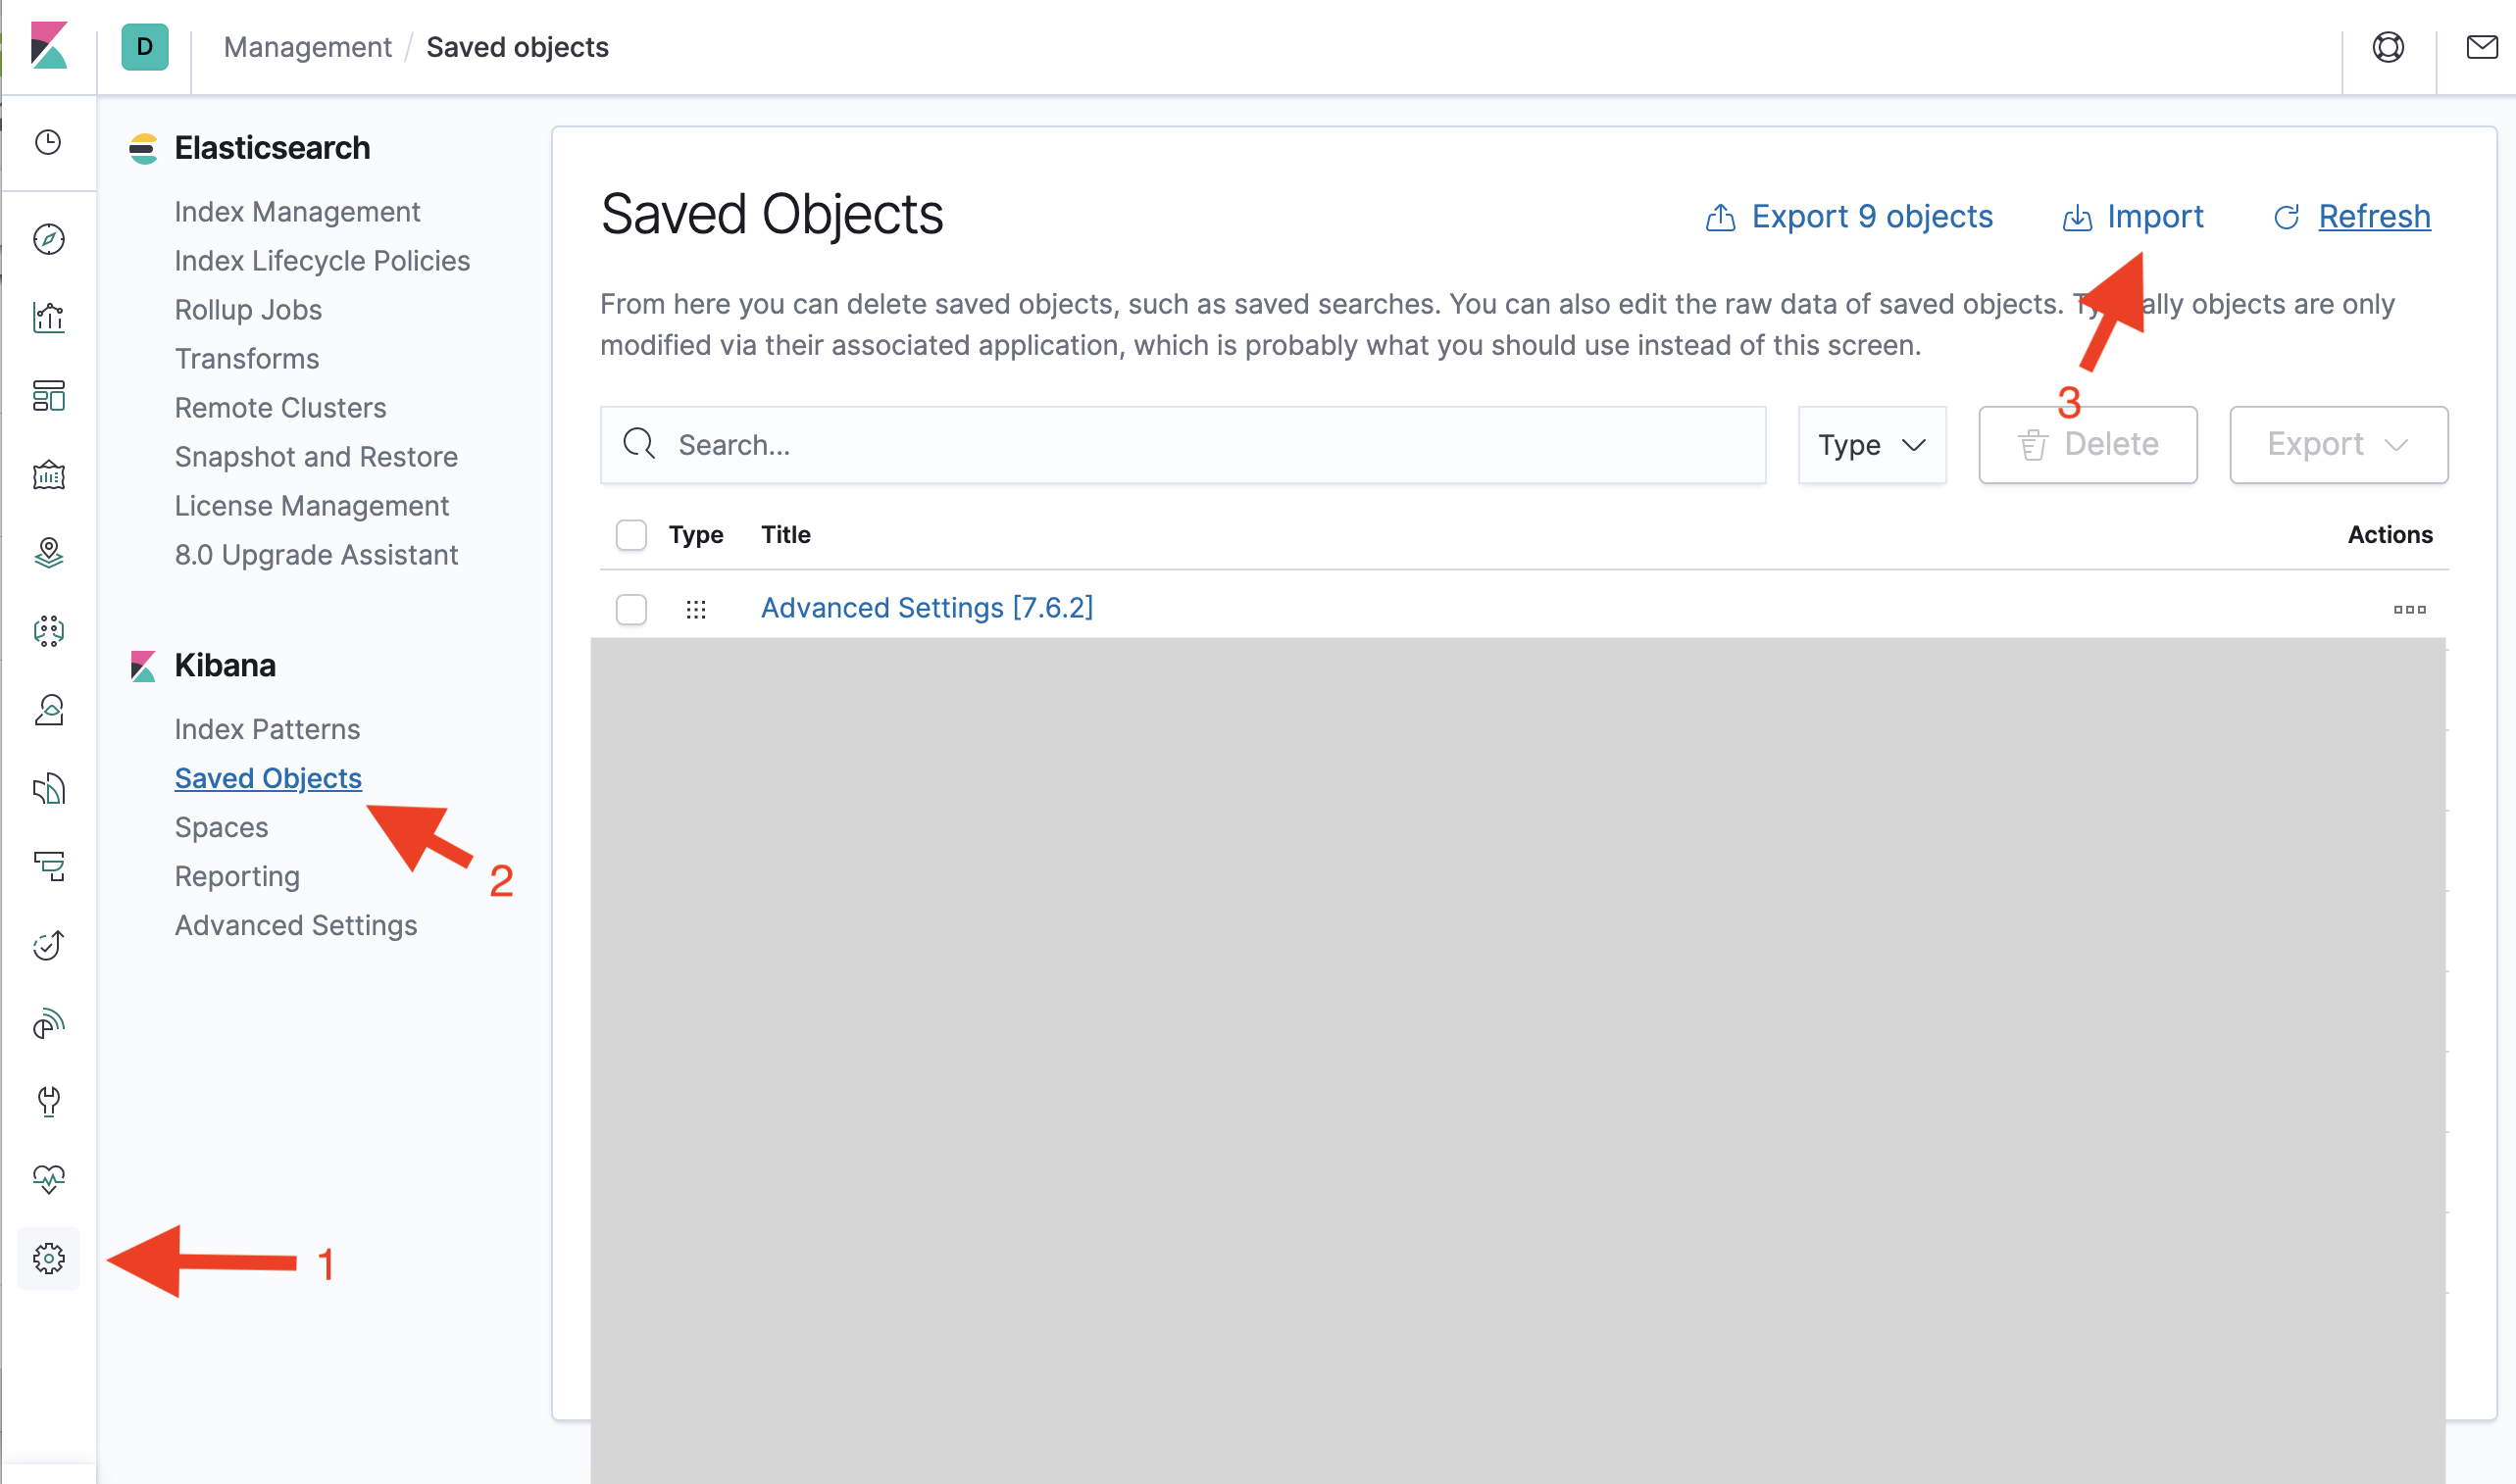 D
Management / Saved objects
Elasticsearch
Index Management
Index Lifecycle Policies
Rollup Jobs
Transforms
Remote Clusters
Snapshot and Restore
License Management
8.0 Upgrade Assistant
Kibana
Index Patterns
Saved Objects
Spaces
Reporting
Advanced Settings
1
2
Saved Objects
Export 9 objects
Import
Refresh
From here you can delete saved objects, such as saved searches. You can also edit the raw data of saved objects. objects are only
modified via their associated application, which is probably what you should use instead of this screen.
3
Search...
Type
Delete
Export
Type Title Actions
Advanced Settings [7.6.2]